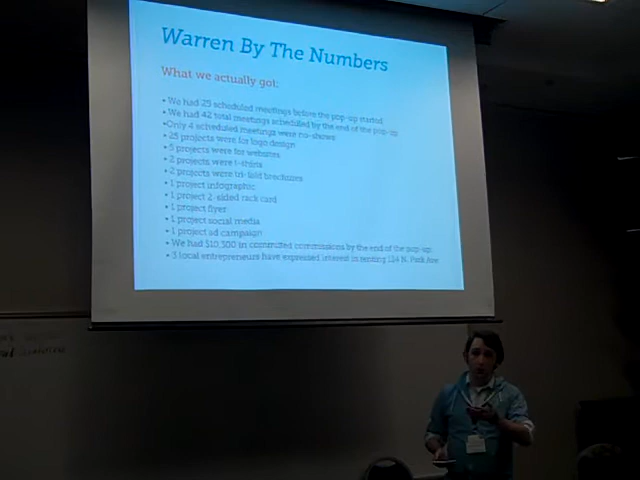 Warren By The Numbers
What we actually got:
• We had 25 scheduled meetings before the pop-up started
• We had 42 total meetings scheduled by the end of the pop-up
• Only 4 scheduled meetings were no-shows
• 25 projects were for logo design
• 5 projects were for websites
• 2 projects were t-shirts
• 2 projects were tri-fold brochures
• 1 project infographic
• 1 project 2-sided rack card
• 1 project flyer
• 1 project social media
• 1 project ad campaign
• We had $10,300 in committed commissions by the end of the pop-up
• 3 local entrepreneurs have expressed interest in renting 134 N. Park Ave